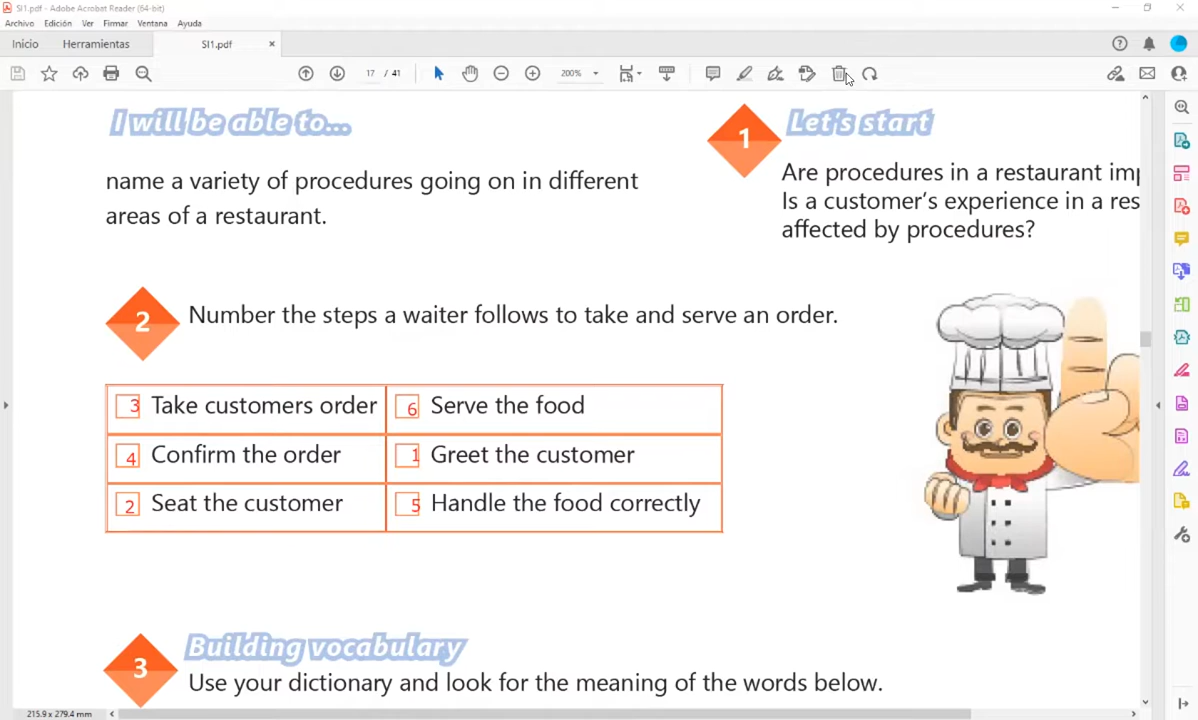 SI1.pdf - Adobe Acrobat Reader (64-bit)
Archivo Edición Ver Firmar Ventana Ayuda
Inicio Herramientas SI1.pdf
17 / 41 200%
I will be able to...
name a variety of procedures going on in different
areas of a restaurant.
1 Let's start
Are procedures in a restaurant imp
Is a customer's experience in a res
affected by procedures?
2 Number the steps a waiter follows to take and serve an order.
3 Take customers order 6 Serve the food
4 Confirm the order 1 Greet the customer
2 Seat the customer 5 Handle the food correctly
3 Building vocabulary
Use your dictionary and look for the meaning of the words below.
215.9 x 279.4 mm